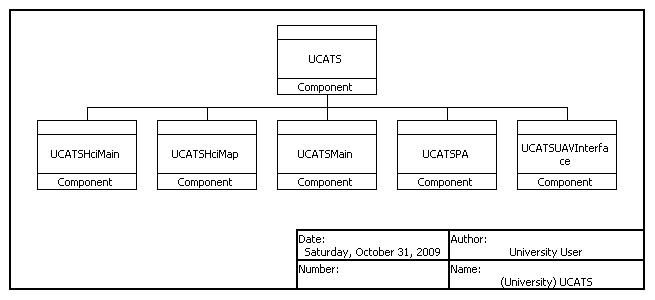 UCATS
Component
UCATSHciMain
UCATSHciMap
UCATSMain
UCATSPA
UCATSUAVInterfa
ce
Component
Component
Component
Component
Component
Date:
Saturday, October 31, 2009
Author:
University User
Number:
Name:
(University) UCATS